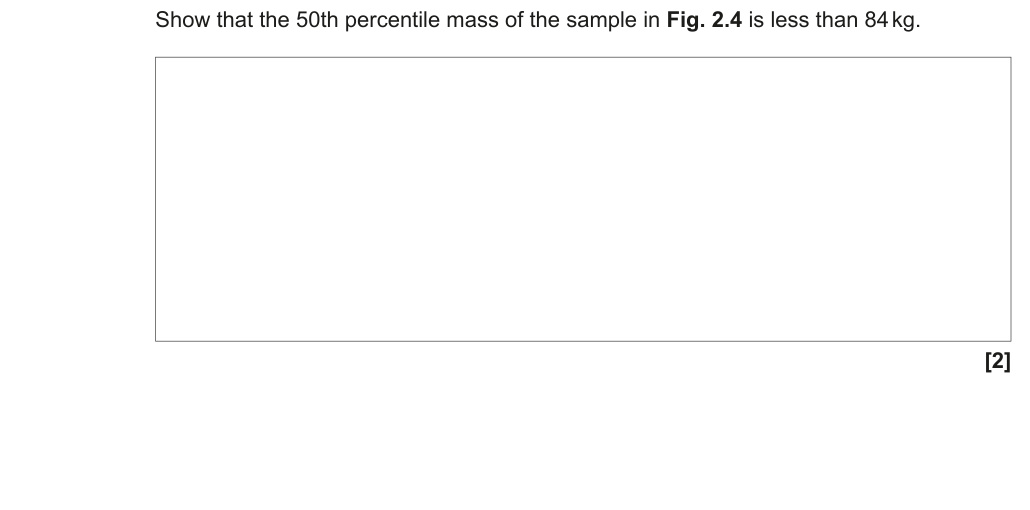 Show that the 50th percentile mass of the sample in Fig. 2.4 is less than 84 kg.
[2]